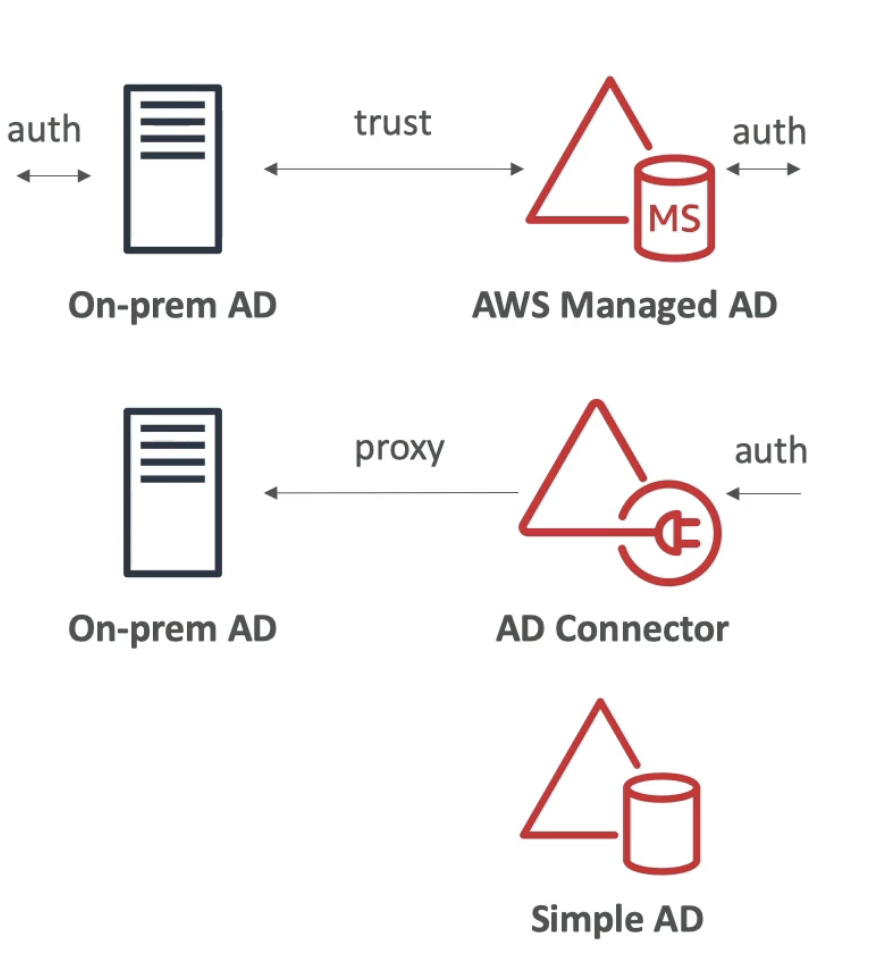 auth
trust
auth
MS
On-prem AD
AWS Managed AD
proxy
auth
On-prem AD
AD Connector
Simple AD